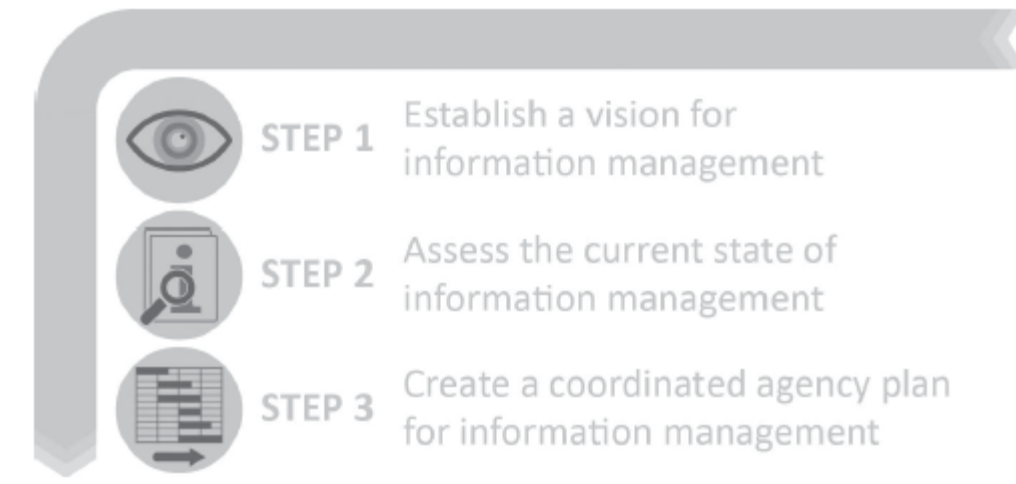 STEP 1
Establish a vision for
information management
STEP 2
Assess the current state of
information management
STEP 3
Create a coordinated agency plan
for information management